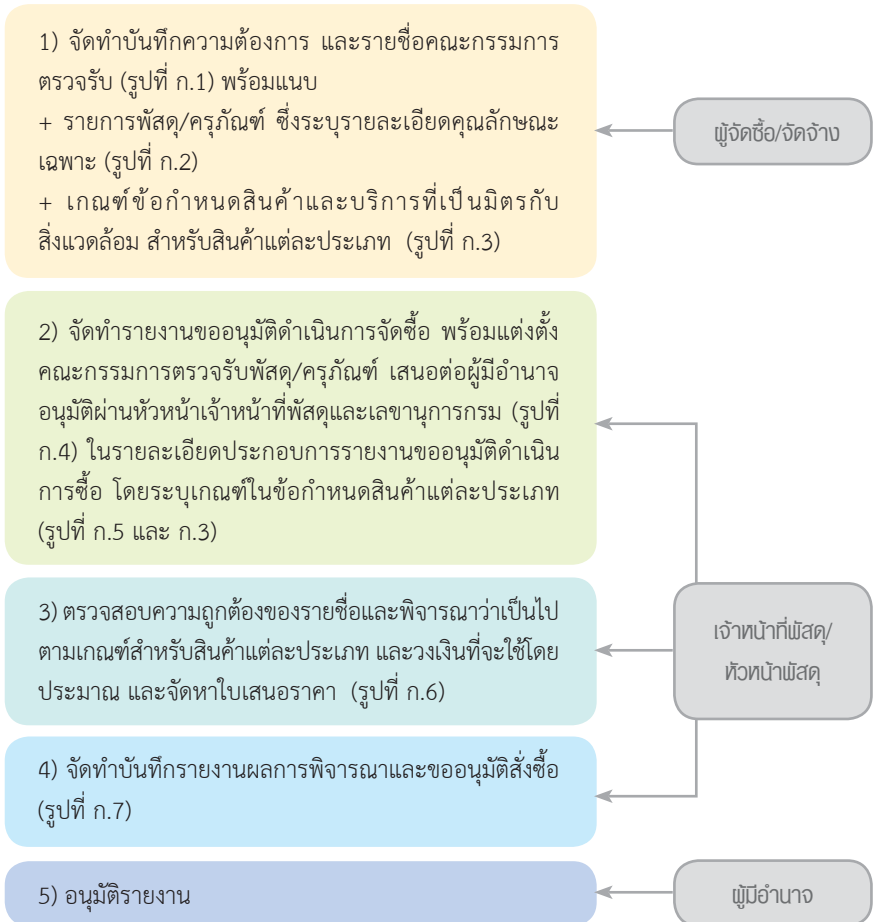 1) จัดทำบันทึกความต้องการ และรายชื่อคณะกรรมการ
ตรวจรับ (รูปที่ ก.1) พร้อมแนบ
+ รายการพัสดุ/ครุภัณฑ์ ซึ่งระบุรายละเอียดคุณลักษณะ
เฉพาะ (รูปที่ ก.2)
+ เกณฑ์ข้อกำหนดสินค้าและบริการที่เป็นมิตรกับ
สิ่งแวดล้อม สำหรับสินค้าแต่ละประเภท (รูปที่ ก.3)
ผู้จัดซื้อ/จัดจ้าง
2) จัดทำรายงานขออนุมัติดำเนินการจัดซื้อ พร้อมแต่งตั้ง
คณะกรรมการตรวจรับพัสดุ/ครุภัณฑ์ เสนอต่อผู้มีอำนาจ
อนุมัติผ่านหัวหน้าเจ้าหน้าที่พัสดุและเลขานุการกรม (รูปที่
ก.4) ในรายละเอียดประกอบการรายงานขออนุมัติดำเนิน
การซื้อ โดยระบุเกณฑ์ในข้อกำหนดสินค้าแต่ละประเภท
(รูปที่ ก.5 และ ก.3)
3) ตรวจสอบความถูกต้องของรายชื่อและพิจารณาว่าเป็นไป
ตามเกณฑ์สำหรับสินค้าแต่ละประเภท และวงเงินที่จะใช้โดย
ประมาณ และจัดหาใบเสนอราคา (รูปที่ ก.6)
เจ้าหน้าที่พัสดุ/
หัวหน้าพัสดุ
4) จัดทำบันทึกรายงานผลการพิจารณาและขออนุมัติสั่งซื้อ
(รูปที่ ก.7)
5) อนุมัติรายงาน
ผู้มีอำนาจ